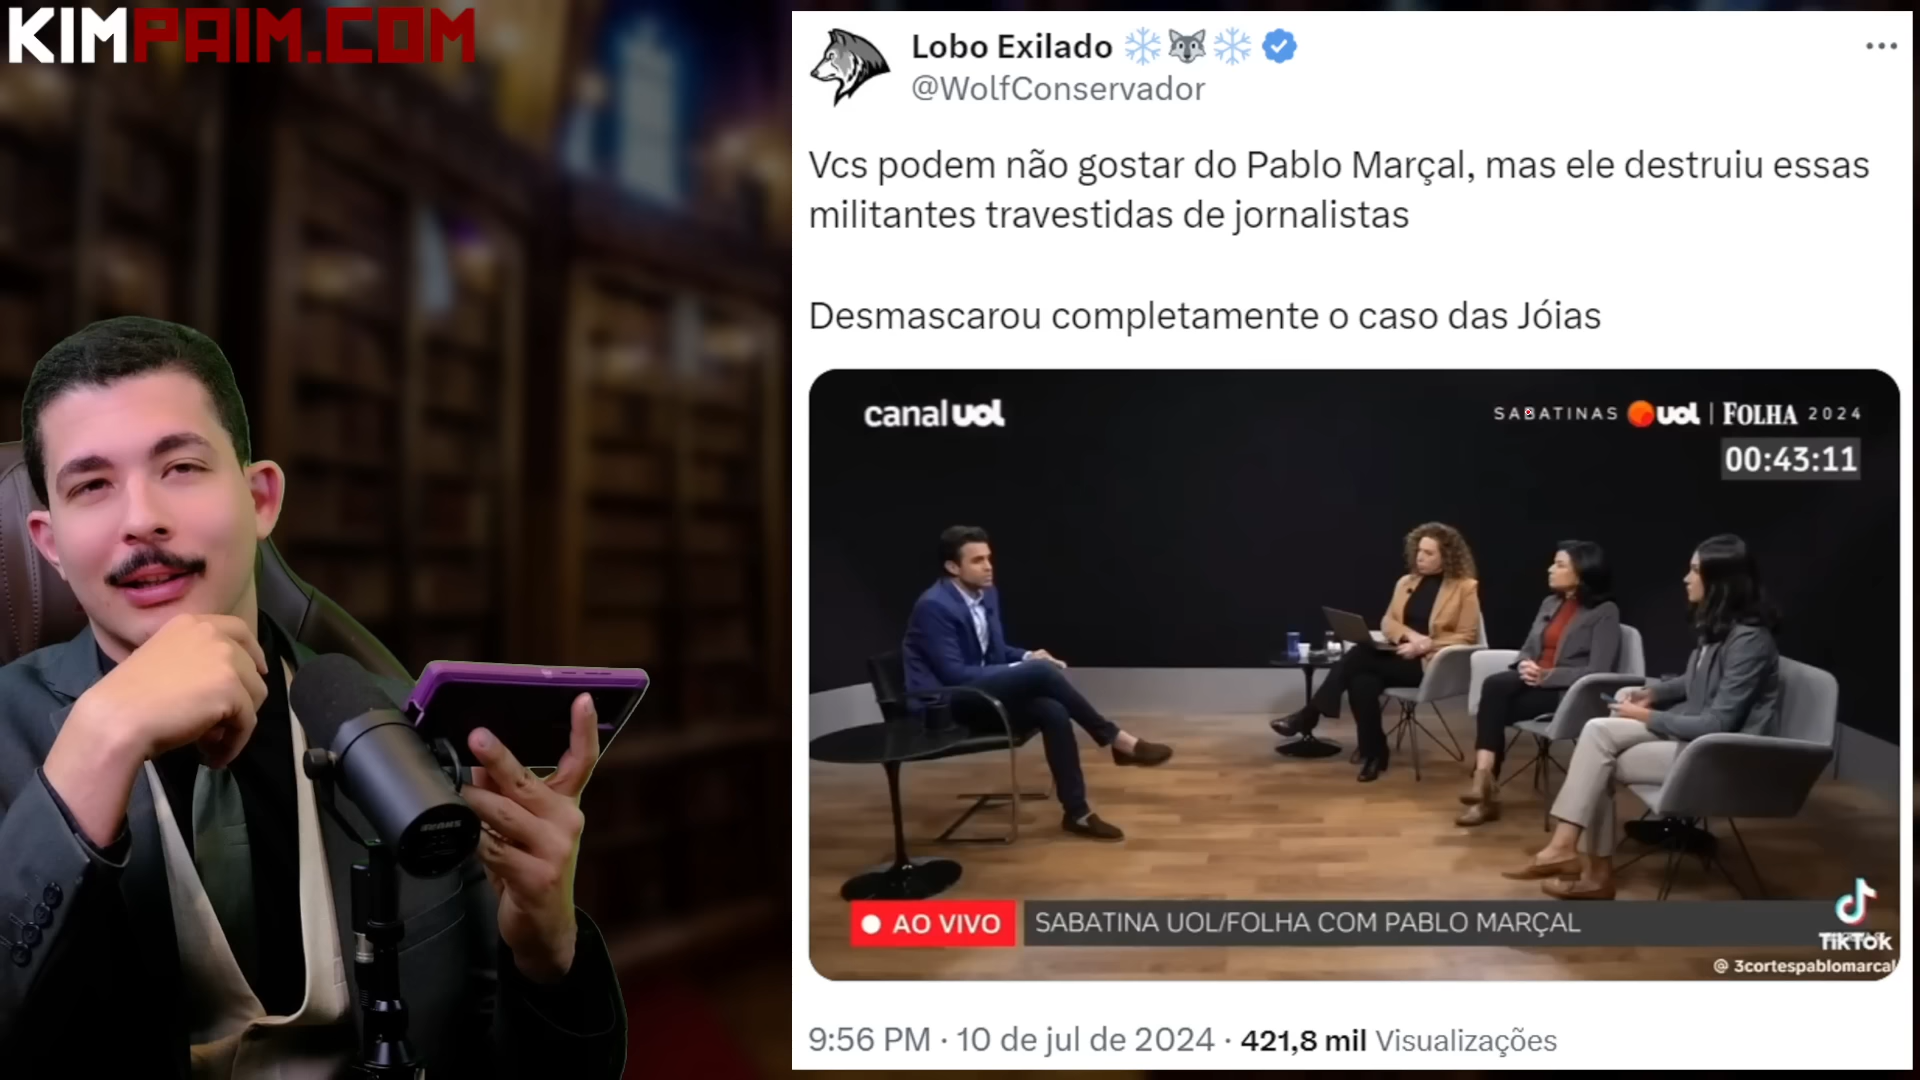 KIMPAIM.COM
Lobo Exilado
@WolfConservador
Vcs podem não gostar do Pablo Marçal, mas ele destruiu essas
militantes travestidas de jornalistas
Desmascarou completamente o caso das Jóias
canal uol
SABATINAS uol | FOLHA 2024
00:43:11
AO VIVO SABATINA UOL/FOLHA COM PABLO MARÇAL
TikTok
@ 3cortespablomarcal
SHURE
9:56 PM · 10 de jul de 2024 · 421,8 mil Visualizações